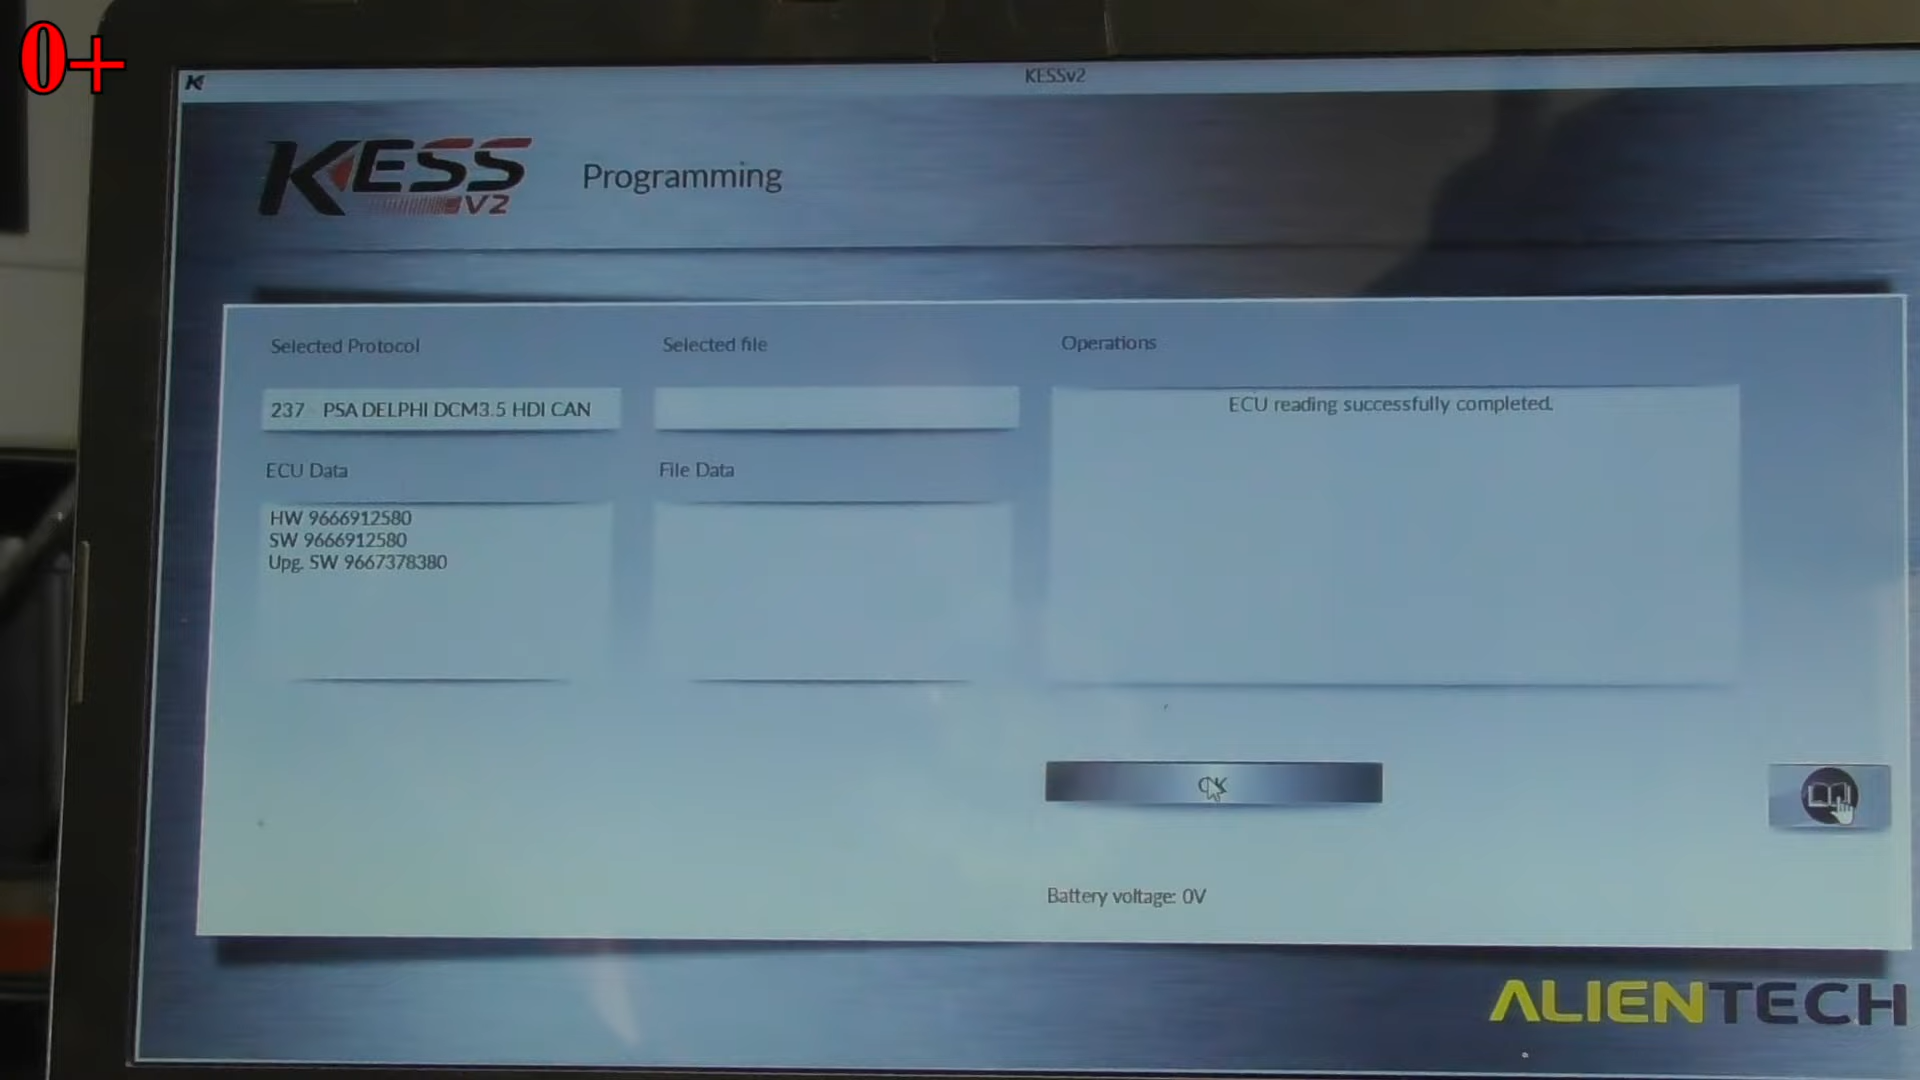 0+
KESSv2
KESS
V2
Programming
Selected Protocol
Selected file
Operations
237 - PSA DELPHI DCM3.5 HDI CAN
ECU reading successfully completed.
ECU Data
File Data
HW 9666912580
SW 9666912580
Upg. SW 9667378380
OK
Battery voltage: 0V
ALIENTECH